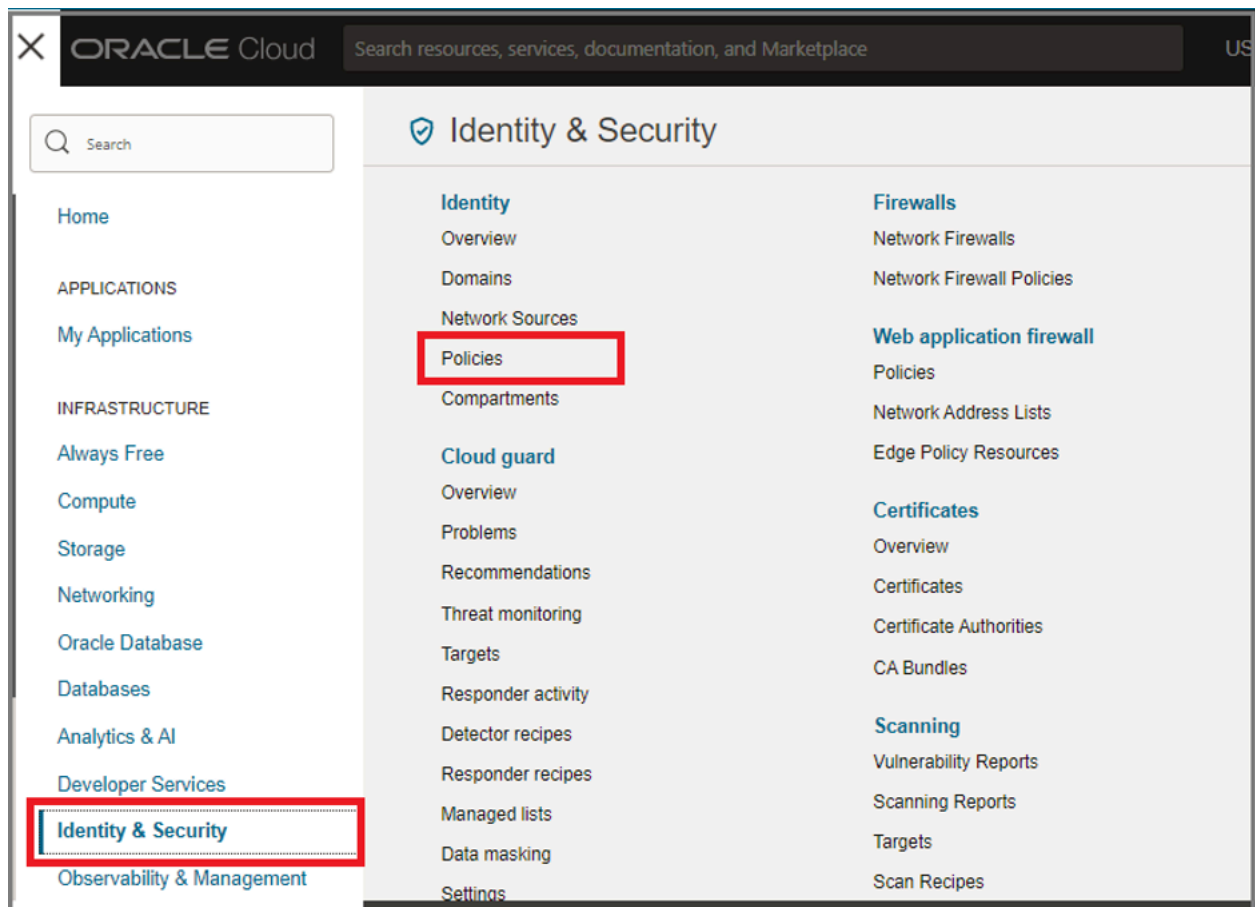 ORACLE Cloud
Search resources, services, documentation, and Marketplace
US
Search
Home
APPLICATIONS
My Applications
INFRASTRUCTURE
Always Free
Compute
Storage
Networking
Oracle Database
Databases
Analytics & AI
Developer Services
Identity & Security
Observability & Management
Identity & Security
Identity
Overview
Domains
Network Sources
Policies
Compartments
Cloud guard
Overview
Problems
Recommendations
Threat monitoring
Targets
Responder activity
Detector recipes
Responder recipes
Managed lists
Data masking
Settings
Firewalls
Network Firewalls
Network Firewall Policies
Web application firewall
Policies
Network Address Lists
Edge Policy Resources
Certificates
Overview
Certificates
Certificate Authorities
CA Bundles
Scanning
Vulnerability Reports
Scanning Reports
Targets
Scan Recipes